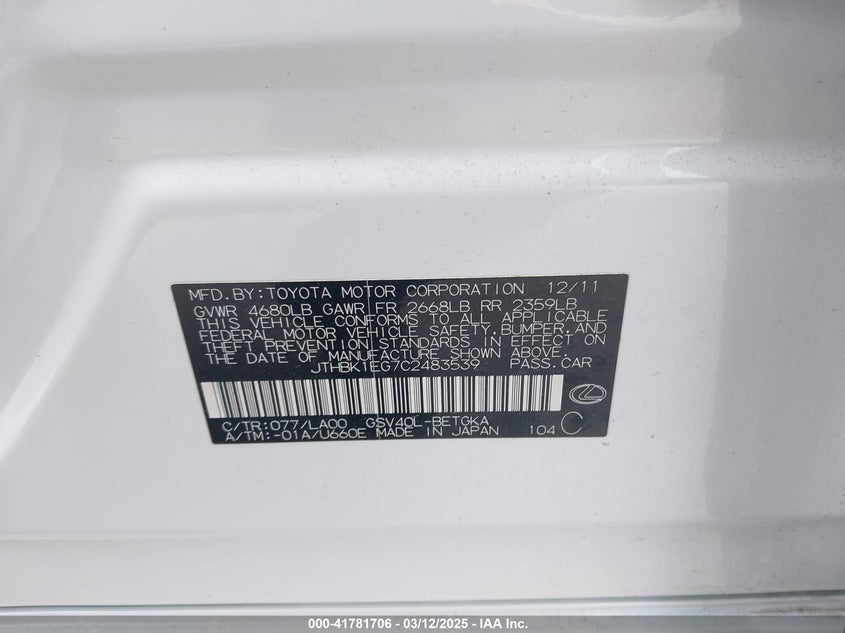 MFD.BY:TOYOTA MOTOR CORPORATION 12/11
GVWR 4680LB GAWR FR 2668LB RR 2359LB
THIS VEHICLE CONFORMS TO ALL APPLICABLE
FEDERAL MOTOR VEHICLE SAFETY,BUMPER,AND
THEFT PREVENTION STANDARDS IN EFFECT ON
THE DATE OF MANUFACTURE SHOWN ABOVE.
JTHBK1EG7C2483539 PASS.CAR
C/TR:077/LA00 GSV40L-BETGKA
A/TM:-01A/U660E MADE IN JAPAN 104 C
000-41781706 - 03/12/2025 - IAA Inc.